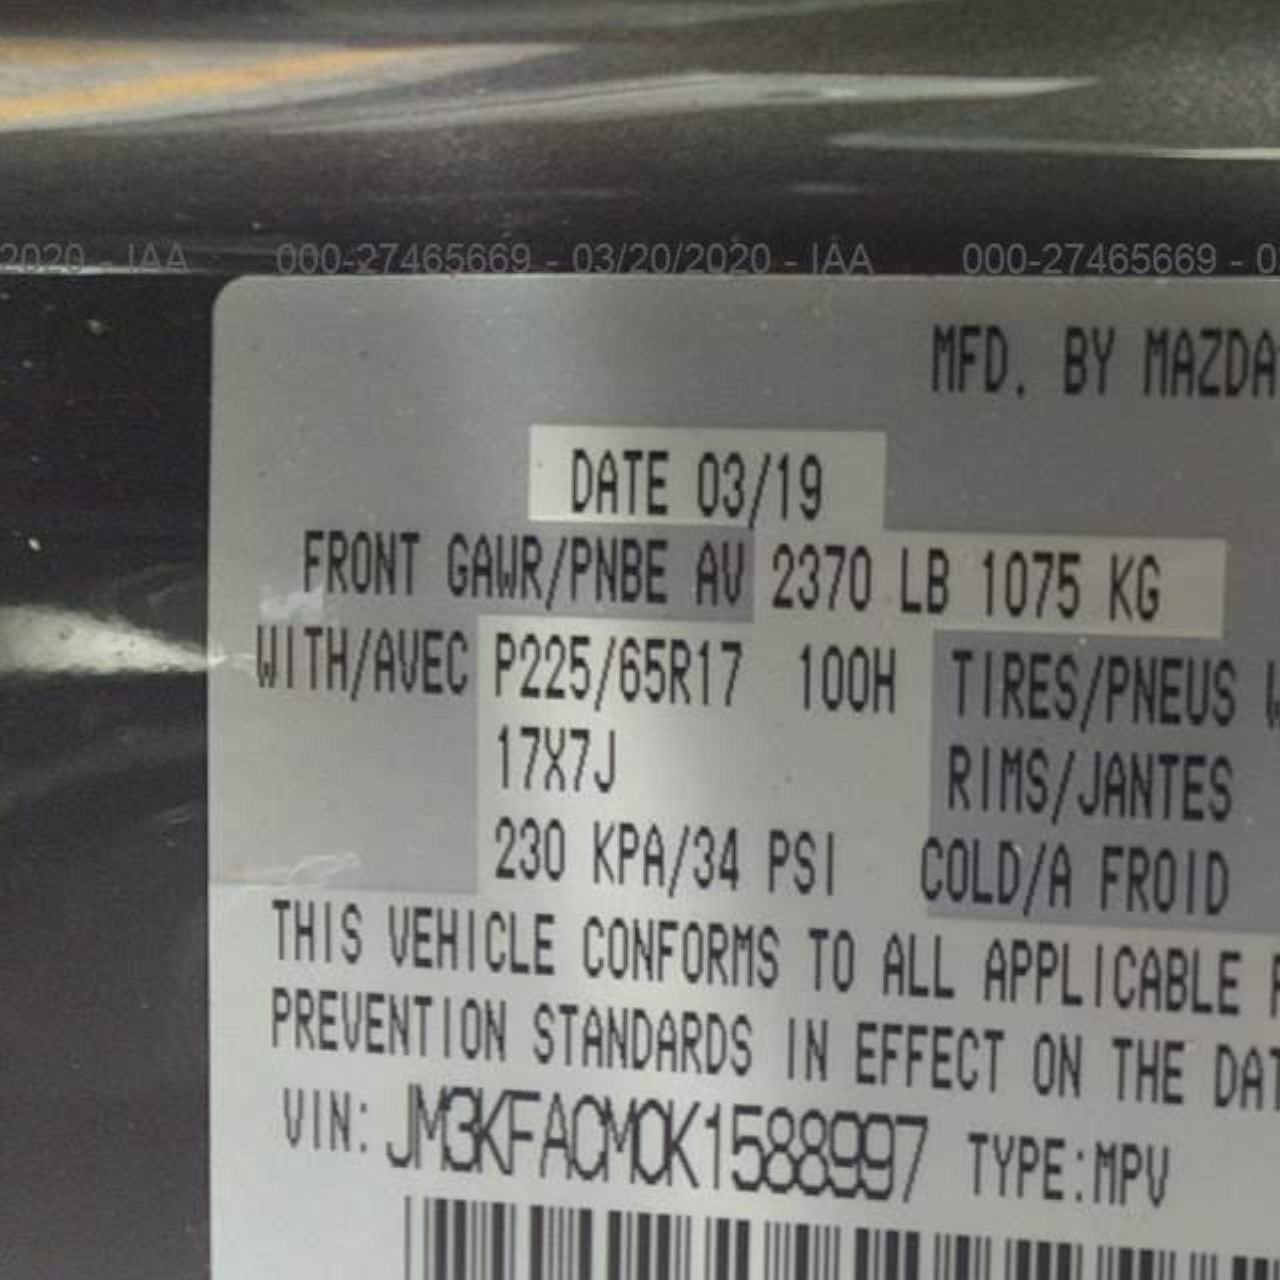 2020 - IAA 000-27465669 - 03/20/2020 - IAA 000-27465669 - 0
MFD. BY MAZDA
DATE 03/19
FRONT GAWR/PNBE AV 2370 LB 1075 KG
WITH/AVEC P225/65R17 100H TIRES/PNEUS
17X7J RIMS/JANTES
230 KPA/34 PSI COLD/A FROID
THIS VEHICLE CONFORMS TO ALL APPLICABLE
PREVENTION STANDARDS IN EFFECT ON THE DAT
VIN: JM3KFACM0K1588997 TYPE:MPV